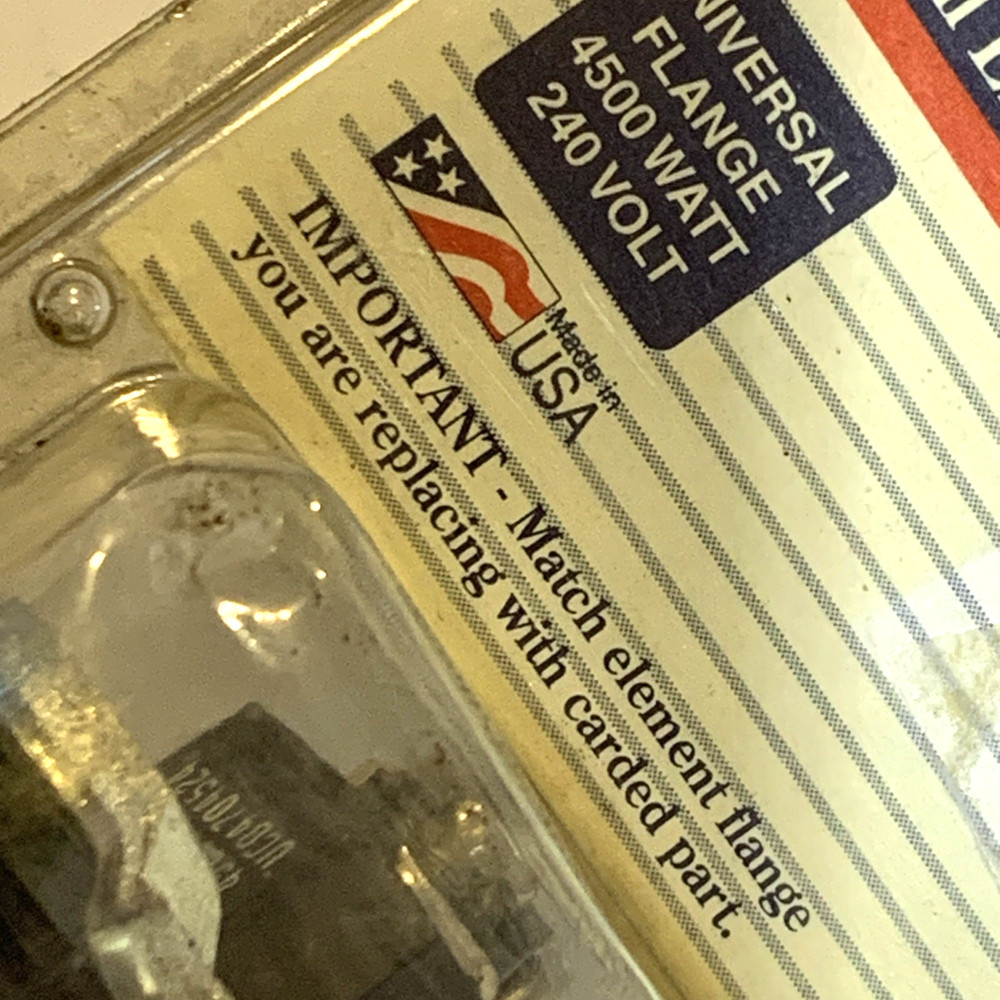 UNIVERSAL
FLANGE
4500 WATT
240 VOLT
Made in
USA
IMPORTANT - Match element flange
you are replacing with carded part.